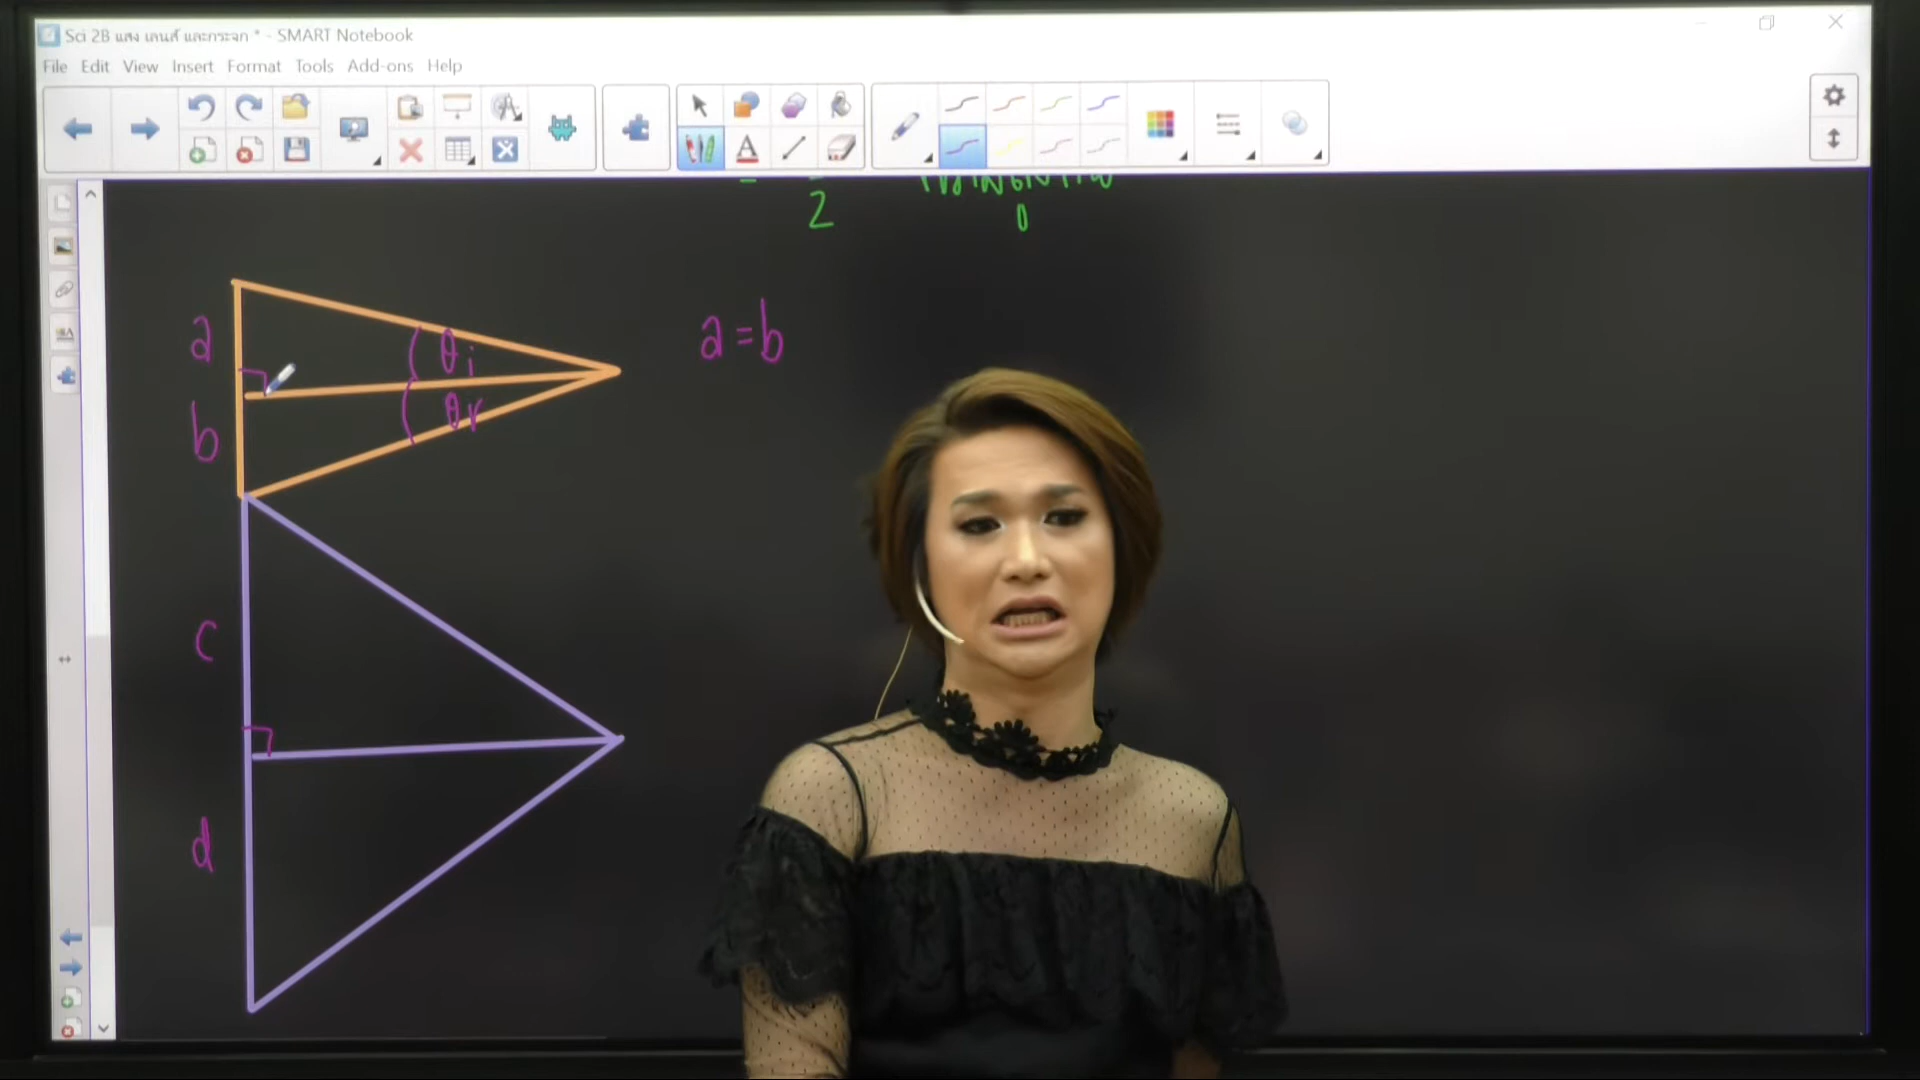 Sci 2B แสง เลนส์ และกระจก * - SMART Notebook
File Edit View Insert Format Tools Add-ons Help
2
0
a
θi
a = b
b
θr
c
d